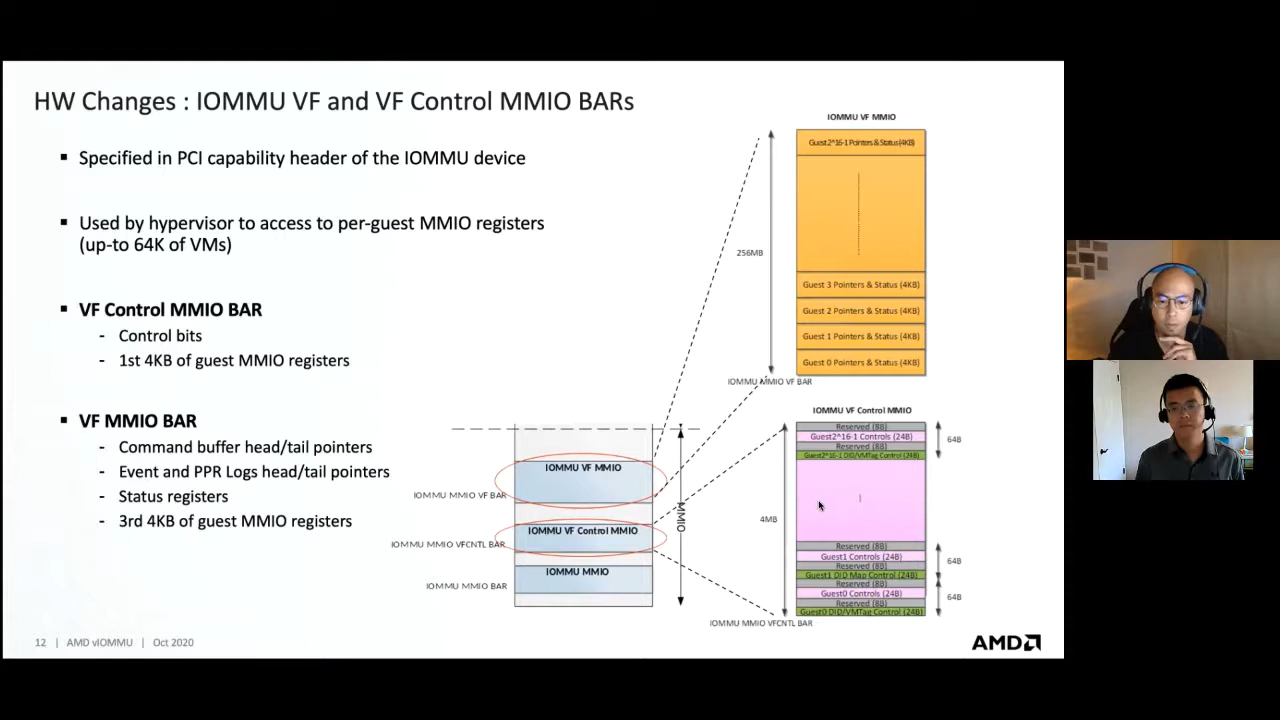 HW Changes : IOMMU VF and VF Control MMIO BARs
▪ Specified in PCI capability header of the IOMMU device
▪ Used by hypervisor to access to per-guest MMIO registers
(up-to 64K of VMs)
▪ VF Control MMIO BAR
- Control bits
- 1st 4KB of guest MMIO registers
▪ VF MMIO BAR
- Command buffer head/tail pointers
- Event and PPR Logs head/tail pointers
- Status registers
- 3rd 4KB of guest MMIO registers
IOMMU VF MMIO
IOMMU MMIO VF BAR
IOMMU VF Control MMIO
IOMMU MMIO VFCNTL BAR
IOMMU MMIO
IOMMU MMIO BAR
MMIO
IOMMU VF MMIO
Guest 2^16-1 Pointers & Status (4KB)
256MB
Guest 3 Pointers & Status (4KB)
Guest 2 Pointers & Status (4KB)
Guest 1 Pointers & Status (4KB)
Guest 0 Pointers & Status (4KB)
IOMMU MMIO VF BAR
IOMMU VF Control MMIO
Reserved (8B)
Guest2^16-1 Controls (24B)
64B
Reserved (8B)
Guest2^16-1 DID/VMTag Control (24B)
4MB
Reserved (8B)
Guest1 Controls (24B)
64B
Reserved (8B)
Guest1 DID Map Control (24B)
Reserved (8B)
Guest0 Controls (24B)
64B
Reserved (8B)
Guest0 DID/VMTag Control (24B)
IOMMU MMIO VFCNTL BAR
12 | AMD vIOMMU | Oct 2020
AMD